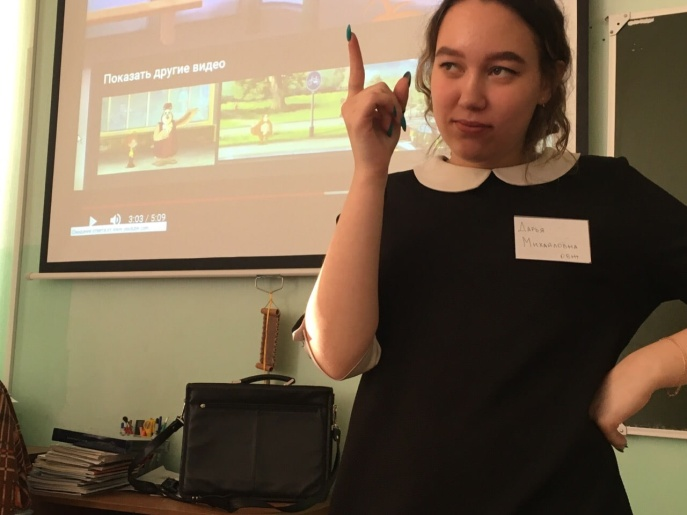 Показать другие видео
3:03 / 5:09
Дарья
Михайловна